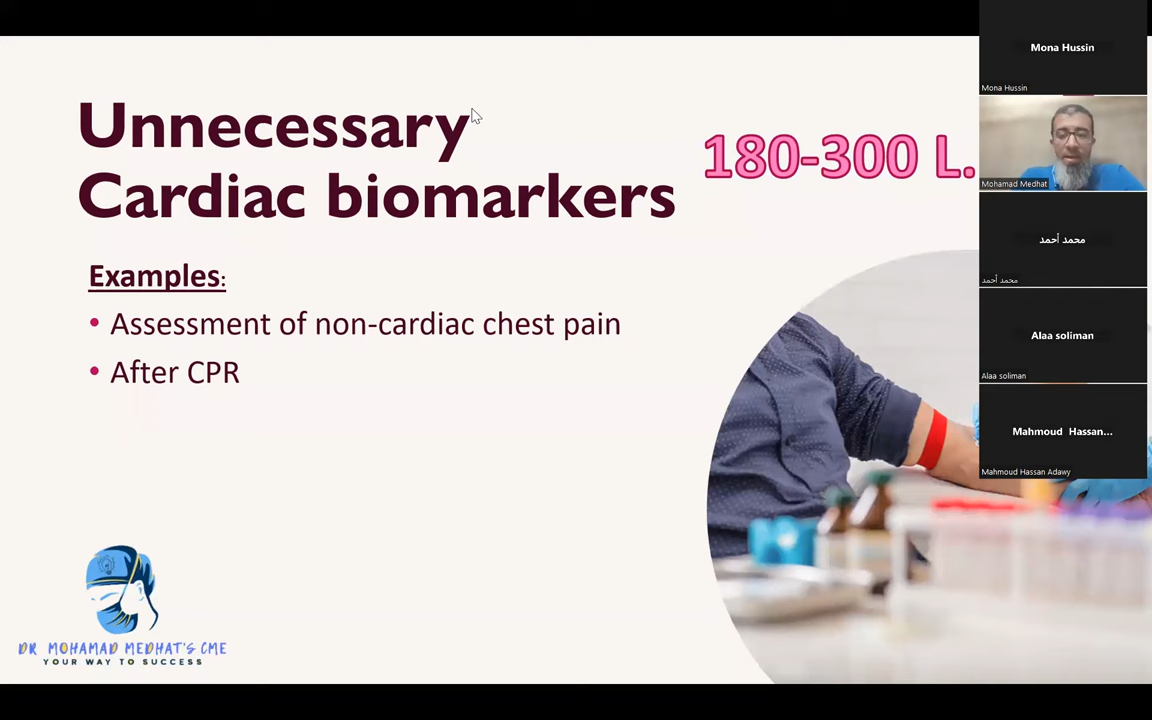 Unnecessary
Cardiac biomarkers
180-300 L.
Examples:
• Assessment of non-cardiac chest pain
• After CPR
DR MOHAMAD MEDHAT'S CME
YOUR WAY TO SUCCESS
Mona Hussin
Mona Hussin
Mohamad Medhat
محمد أحمد
محمد أحمد
Alaa soliman
Alaa soliman
Mahmoud Hassan...
Mahmoud Hassan Adawy